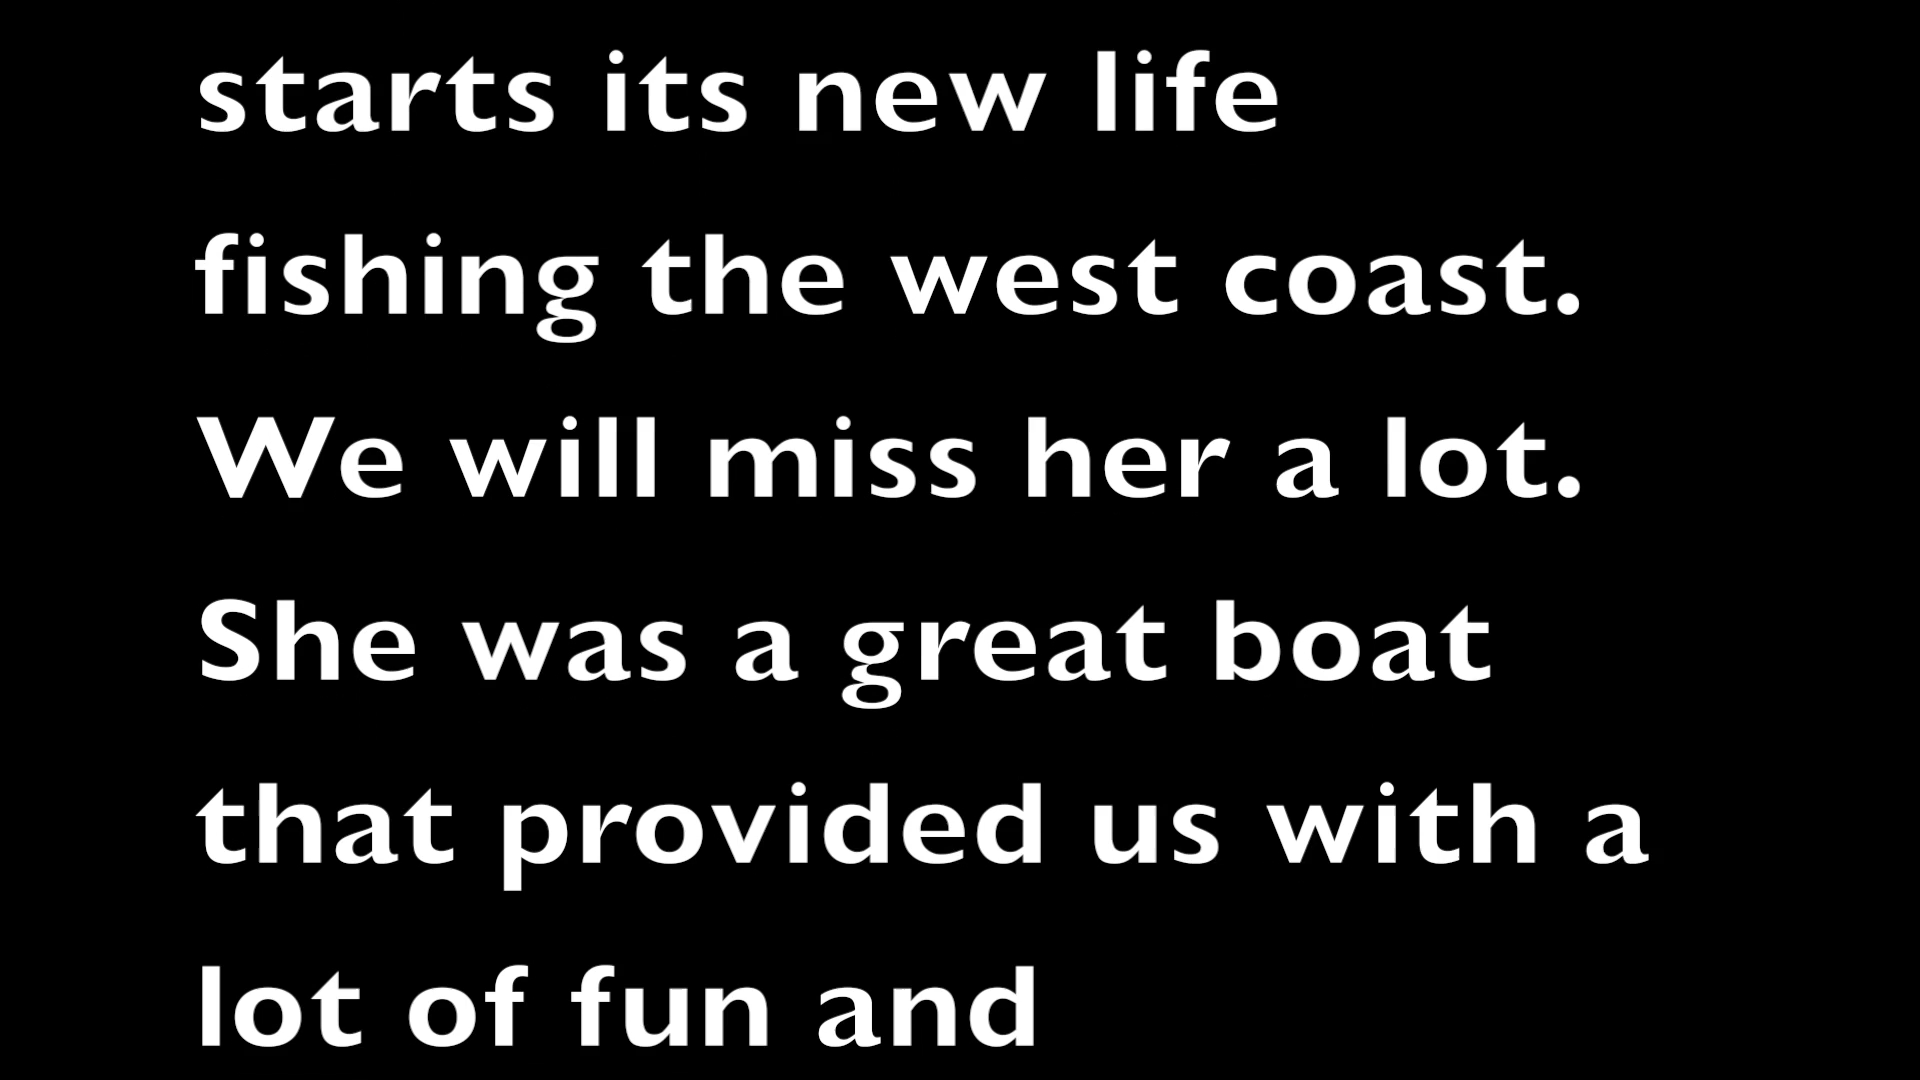 starts its new life
fishing the west coast.
We will miss her a lot.
She was a great boat
that provided us with a
lot of fun and